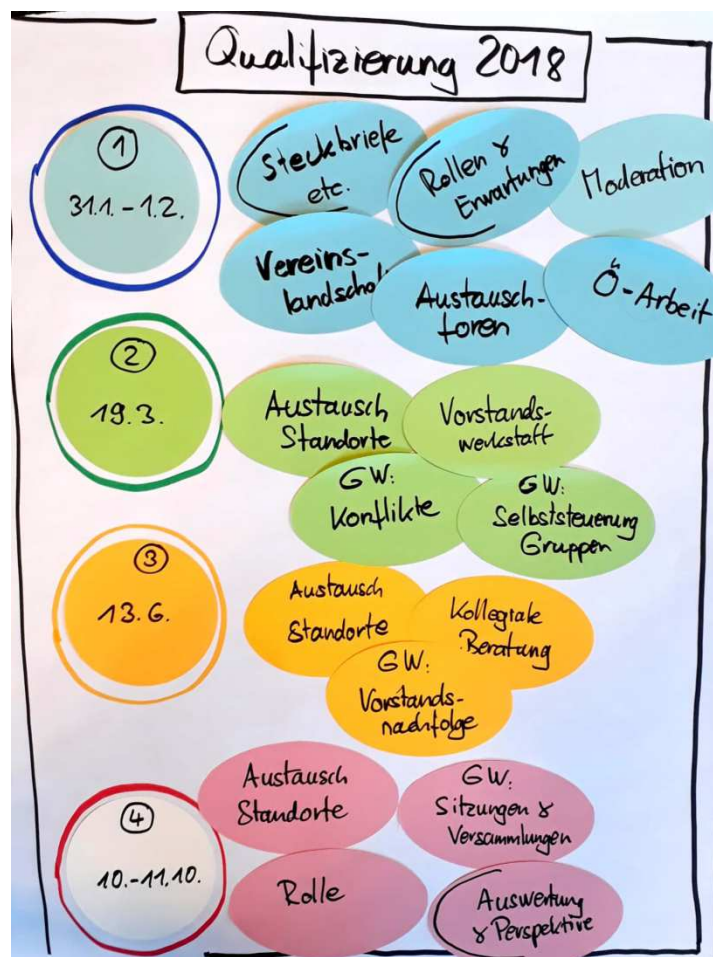 Qualifizierung 2018
1
31.1. – 1.2.
Steckbriefe
etc.
Rollen &
Erwartungen
Moderation
Vereins-
landschaf
Austausch-
foren
Ö-Arbeit
2
19.3.
Austausch
Standorte
Vorstands-
werkstatt
GW:
Konflikte
GW:
Selbststeuerung
Gruppen
3
13.6.
Austausch
Standorte
Kollegiale
Beratung
GW:
Vorstands-
nachfolge
4
10.-11.10.
Austausch
Standorte
GW:
Sitzungen &
Versammlungen
Rolle
Auswertung
& Perspektive